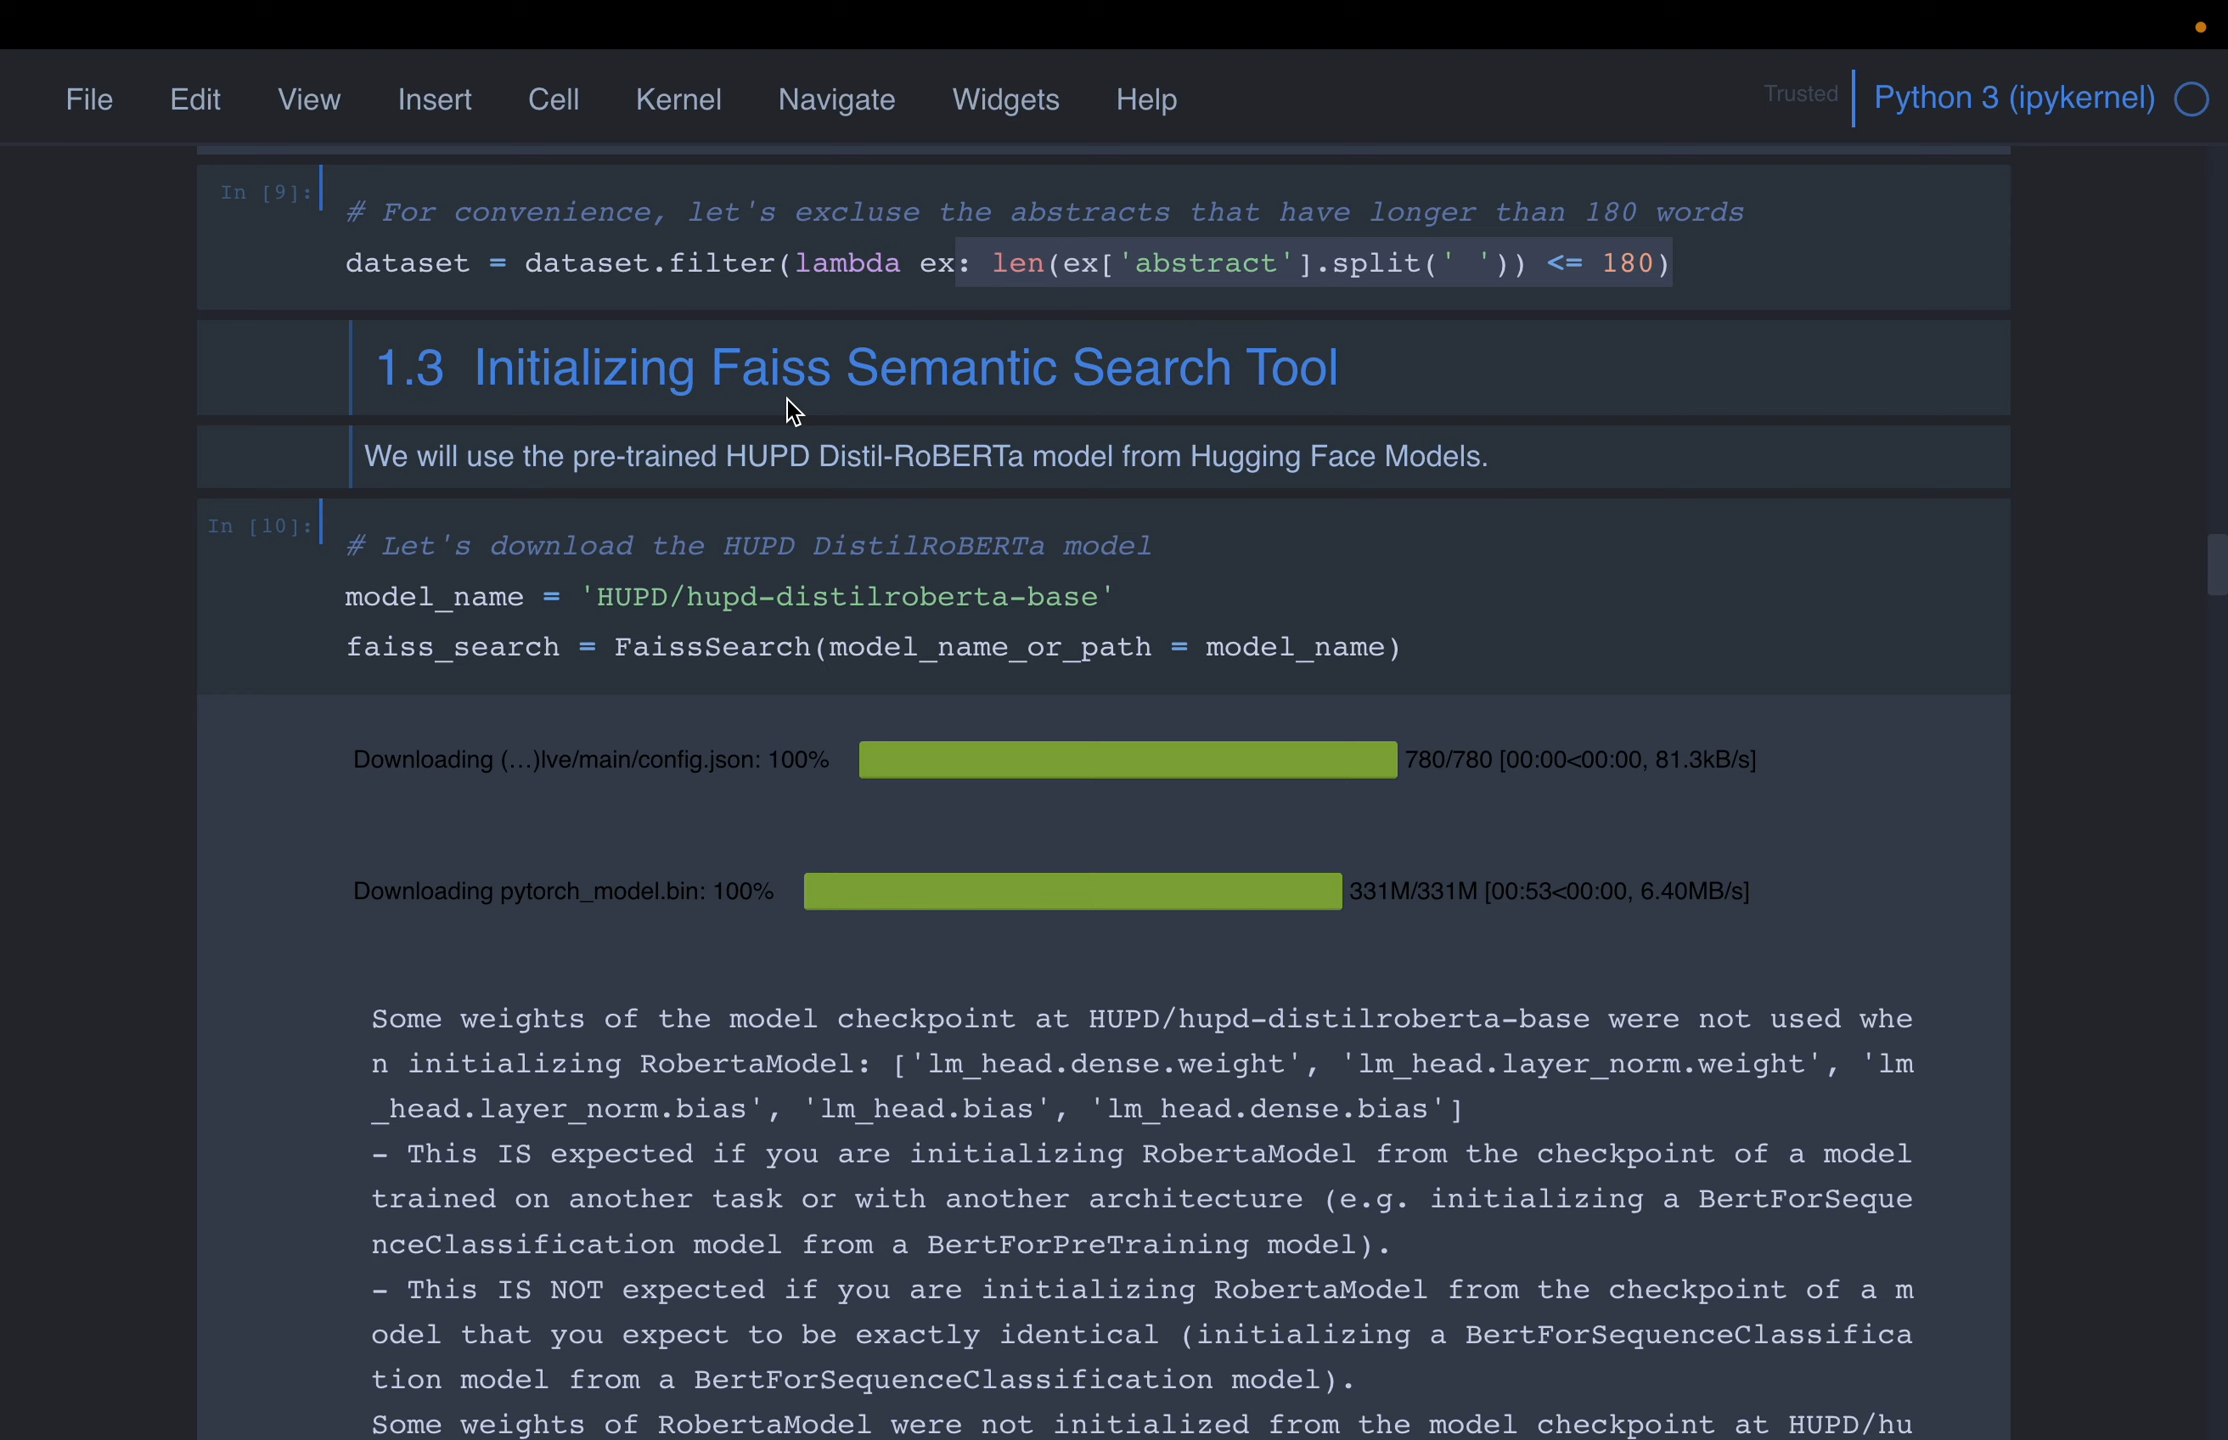 File Edit View Insert Cell Kernel Navigate Widgets Help Trusted Python 3 (ipykernel)
In [9]:
# For convenience, let's excluse the abstracts that have longer than 180 words
dataset = dataset.filter(lambda ex: len(ex['abstract'].split(' ')) <= 180)
1.3 Initializing Faiss Semantic Search Tool
We will use the pre-trained HUPD Distil-RoBERTa model from Hugging Face Models.
In [10]:
# Let's download the HUPD DistilRoBERTa model
model_name = 'HUPD/hupd-distilroberta-base'
faiss_search = FaissSearch(model_name_or_path = model_name)
Downloading (...)lve/main/config.json: 100% 780/780 [00:00<00:00, 81.3kB/s]
Downloading pytorch_model.bin: 100% 331M/331M [00:53<00:00, 6.40MB/s]
Some weights of the model checkpoint at HUPD/hupd-distilroberta-base were not used whe
n initializing RobertaModel: ['lm_head.dense.weight', 'lm_head.layer_norm.weight', 'lm
_head.layer_norm.bias', 'lm_head.bias', 'lm_head.dense.bias']
- This IS expected if you are initializing RobertaModel from the checkpoint of a model
trained on another task or with another architecture (e.g. initializing a BertForSeque
nceClassification model from a BertForPreTraining model).
- This IS NOT expected if you are initializing RobertaModel from the checkpoint of a m
odel that you expect to be exactly identical (initializing a BertForSequenceClassifica
tion model from a BertForSequenceClassification model).
Some weights of RobertaModel were not initialized from the model checkpoint at HUPD/hu